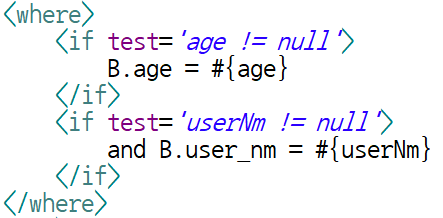 <where>
    <if test='age != null'>
        B.age = #{age}
    </if>
    <if test='userNm != null'>
        and B.user_nm = #{userNm}
    </if>
</where>